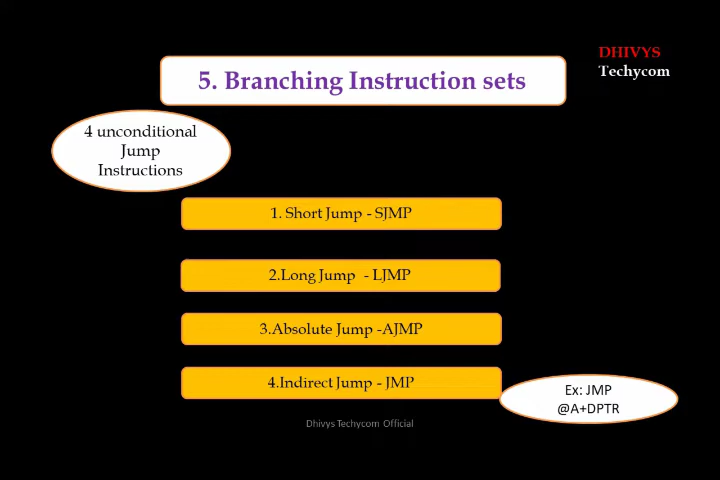 DHIVYS
Techycom
5. Branching Instruction sets
4 unconditional
Jump
Instructions
1. Short Jump - SJMP
2.Long Jump  - LJMP
3.Absolute Jump -AJMP
4.Indirect Jump - JMP
Ex: JMP
@A+DPTR
Dhivys Techycom Official